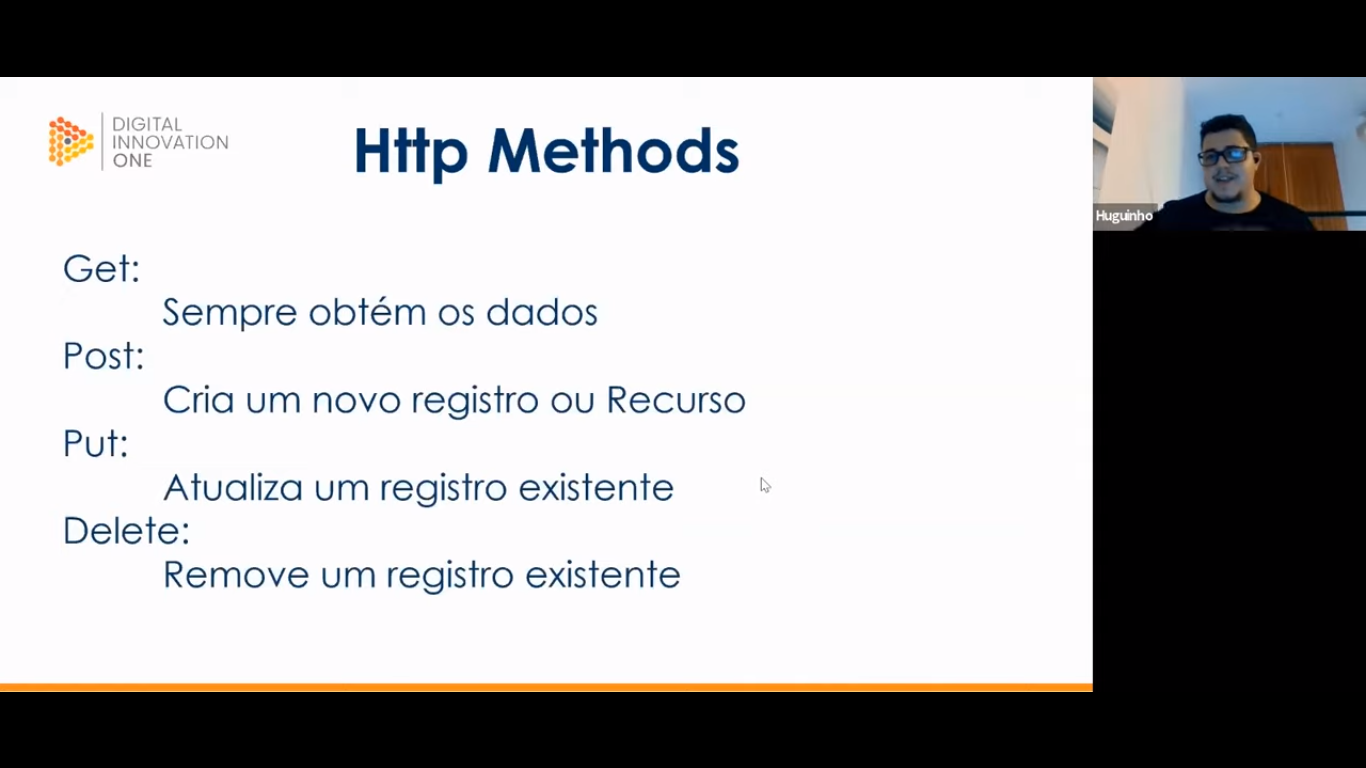 DIGITAL
INNOVATION
ONE
Http Methods
Huguinho
Get:
Sempre obtém os dados
Post:
Cria um novo registro ou Recurso
Put:
Atualiza um registro existente
Delete:
Remove um registro existente